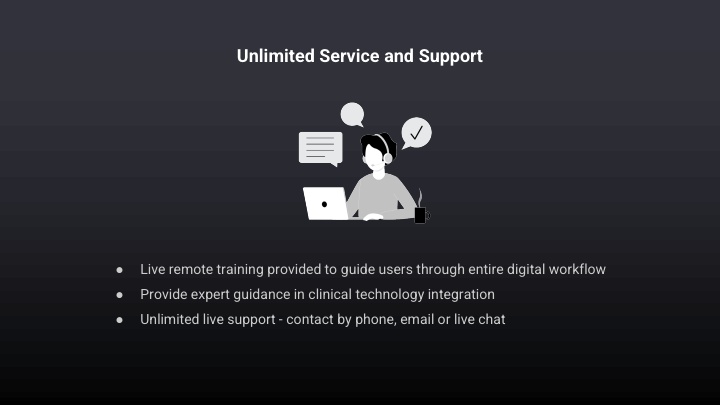 Unlimited Service and Support
● Live remote training provided to guide users through entire digital workflow
● Provide expert guidance in clinical technology integration
● Unlimited live support - contact by phone, email or live chat